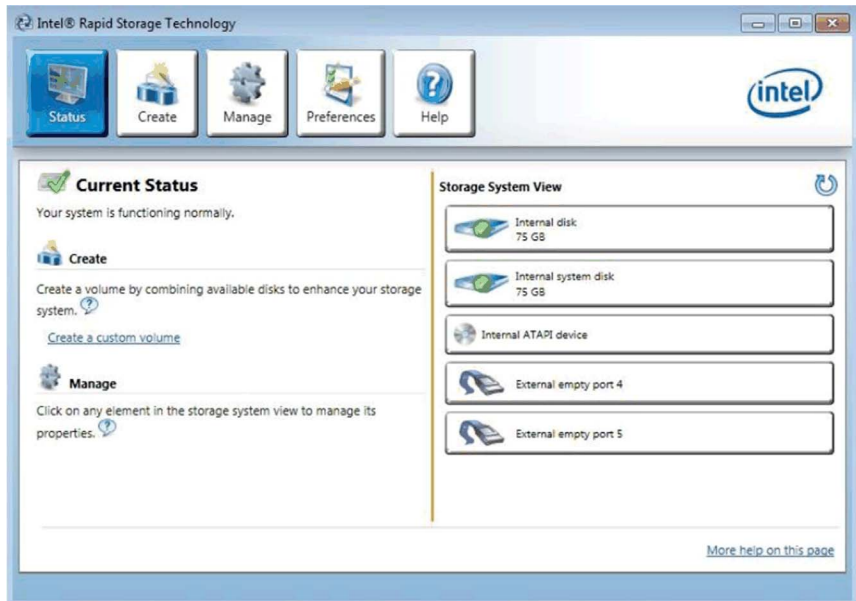 Intel® Rapid Storage Technology
Status
Create
Manage
Preferences
Help
intel
Current Status
Your system is functioning normally.
Create
Create a volume by combining available disks to enhance your storage
system.
Create a custom volume
Manage
Click on any element in the storage system view to manage its
properties.
Storage System View
Internal disk
75 GB
Internal system disk
75 GB
Internal ATAPI device
External empty port 4
External empty port 5
More help on this page